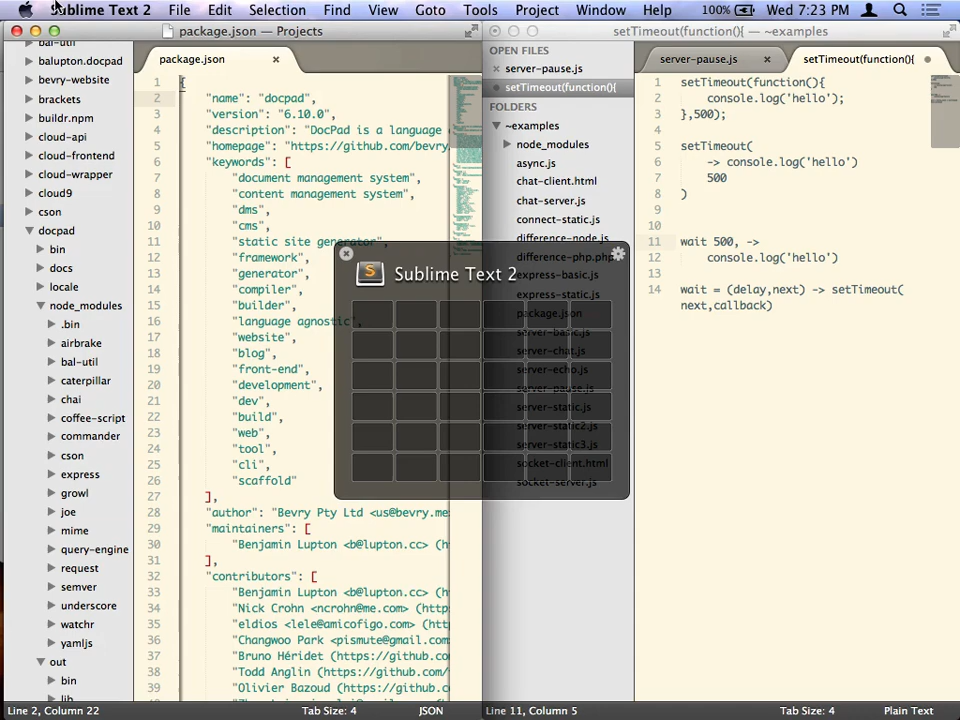 Sublime Text 2 File Edit Selection Find View Goto Tools Project Window Help 100% Wed 7:23 PM
package.json — Projects
bal-util
balupton.docpad
bevry-website
brackets
buildr.npm
cloud-api
cloud-frontend
cloud-wrapper
cloud9
cson
docpad
bin
docs
locale
node_modules
.bin
airbrake
bal-util
caterpillar
chai
coffee-script
commander
cson
express
growl
joe
mime
query-engine
request
semver
underscore
watchr
yamljs
out
bin
lib
package.json
1 {
2 "name": "docpad",
3 "version": "6.10.0",
4 "description": "DocPad is a language
5 "homepage": "https://github.com/bevry
6 "keywords": [
7 "document management system",
8 "content management system",
9 "dms",
10 "cms",
11 "static site generator",
12 "framework",
13 "generator",
14 "compiler",
15 "builder",
16 "language agnostic",
17 "website",
18 "blog",
19 "front-end",
20 "development",
21 "dev",
22 "build",
23 "web",
24 "tool",
25 "cli",
26 "scaffold"
27 ],
28 "author": "Bevry Pty Ltd <us@bevry.me
29 "maintainers": [
30 "Benjamin Lupton <b@lupton.cc> (h
31 ],
32 "contributors": [
33 "Benjamin Lupton <b@lupton.cc> (h
34 "Nick Crohn <ncrohn@me.com> (http
35 "eldios <lele@amicofigo.com> (htt
36 "Changwoo Park <pismute@gmail.com
37 "Bruno Héridet (https://github.co
38 "Todd Anglin (https://github.com/
39 "Olivier Bazoud (https://github.c
Line 2, Column 22 Tab Size: 4 JSON
Sublime Text 2
setTimeout(function(){ — ~examples
OPEN FILES
server-pause.js
setTimeout(function(){
FOLDERS
~examples
node_modules
async.js
chat-client.html
chat-server.js
connect-static.js
difference-node.js
difference-php.php
express-basic.js
express-static.js
package.json
server-basic.js
server-chat.js
server-echo.js
server-pause.js
server-static.js
server-static2.js
server-static3.js
socket-client.html
socket-server.js
server-pause.js setTimeout(function(){
1 setTimeout(function(){
2 console.log('hello');
3 },500);
4
5 setTimeout(
6 -> console.log('hello')
7 500
8 )
9
10
11 wait 500, ->
12 console.log('hello')
13
14 wait = (delay,next) -> setTimeout(
next,callback)
Line 11, Column 5 Tab Size: 4 Plain Text